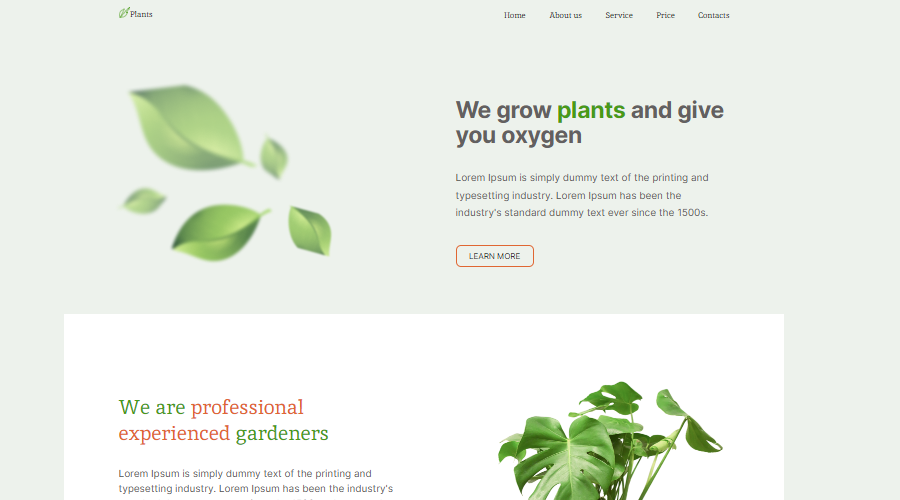 Plants
Home About us Service Price Contacts
We grow plants and give
you oxygen
Lorem Ipsum is simply dummy text of the printing and
typesetting industry. Lorem Ipsum has been the
industry's standard dummy text ever since the 1500s.
LEARN MORE
We are professional
experienced gardeners
Lorem Ipsum is simply dummy text of the printing and
typesetting industry. Lorem Ipsum has been the industry's